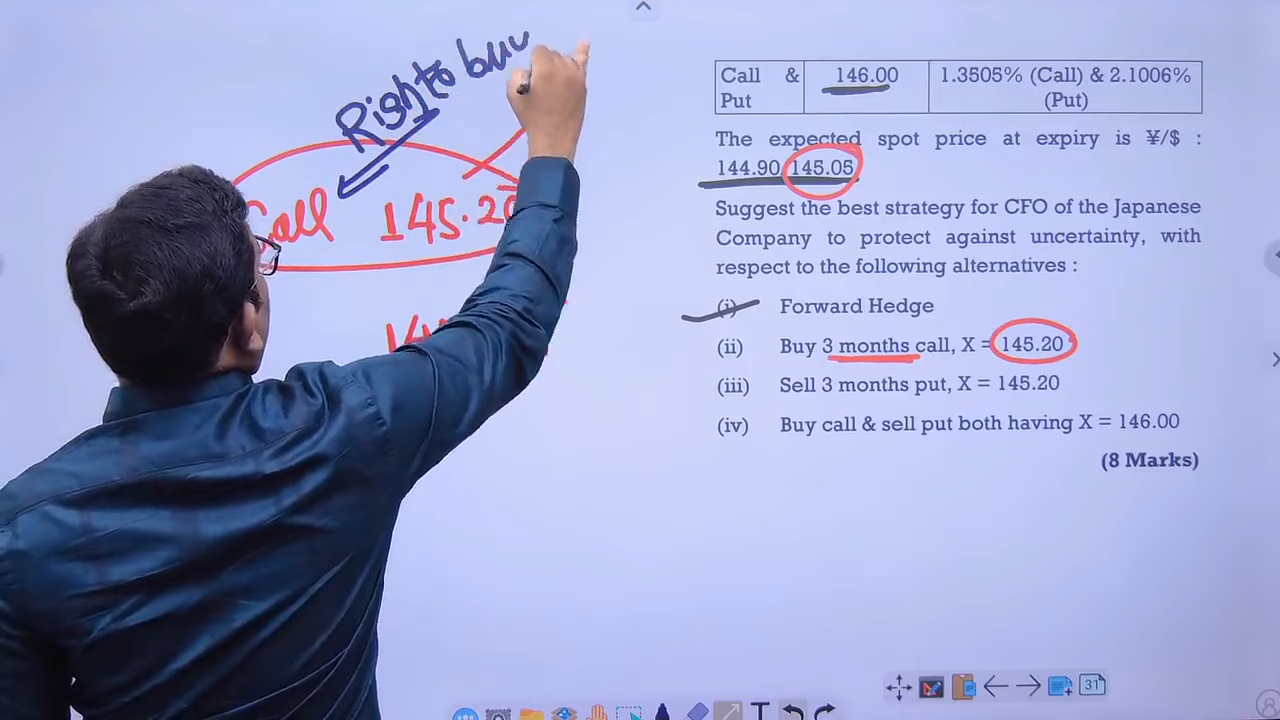 Right to buy
Call 145.20
Call & Put 146.00 1.3505% (Call) & 2.1006% (Put)
The expected spot price at expiry is ¥/$ :
144.90 145.05
Suggest the best strategy for CFO of the Japanese
Company to protect against uncertainty, with
respect to the following alternatives :
(i) Forward Hedge
(ii) Buy 3 months call, X = 145.20
(iii) Sell 3 months put, X = 145.20
(iv) Buy call & sell put both having X = 146.00
(8 Marks)
31
T